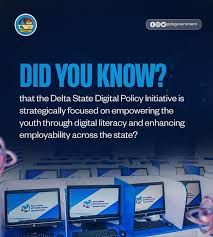 @dsgovernment
DID YOU KNOW?
that the Delta State Digital Policy Initiative is
strategically focused on empowering the
youth through digital literacy and enhancing
employability across the state?